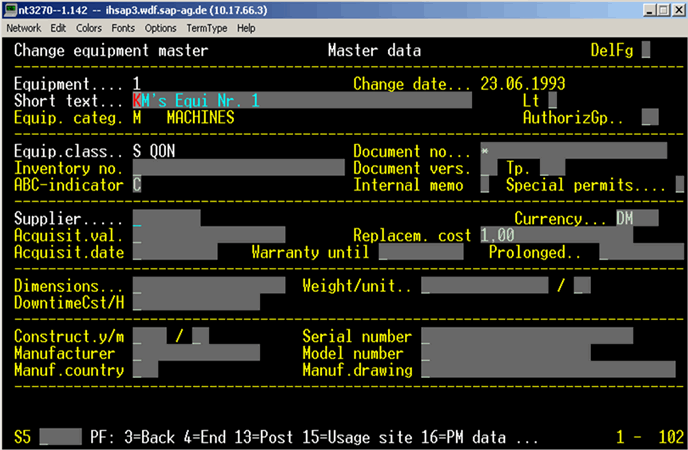 nt3270--1.142 -- ihsap3.wdf.sap-ag.de (10.17.66.3)
Network Edit Colors Fonts Options TermType Help
Change equipment master Master data DelFg _
Equipment.... 1 Change date... 23.06.1993
Short text... KM's Equi Nr. 1 Lt _
Equip. categ. M MACHINES AuthorizGp.. _
Equip.class.. S QON Document no... *
Inventory no. _ Document vers. _ Tp. _
ABC-indicator C Internal memo _ Special permits.... _
Supplier..... _ Currency... DM
Acquisit.val. _ Replacem. cost 1,00
Acquisit.date _ Warranty until _ Prolonged.. _
Dimensions... _ Weight/unit.. _ / _
DowntimeCst/H _
Construct.y/m _ / _ Serial number _
Manufacturer _ Model number _
Manuf.country _ Manuf.drawing _
S5 _ PF: 3=Back 4=End 13=Post 15=Usage site 16=PM data ... 1 - 102